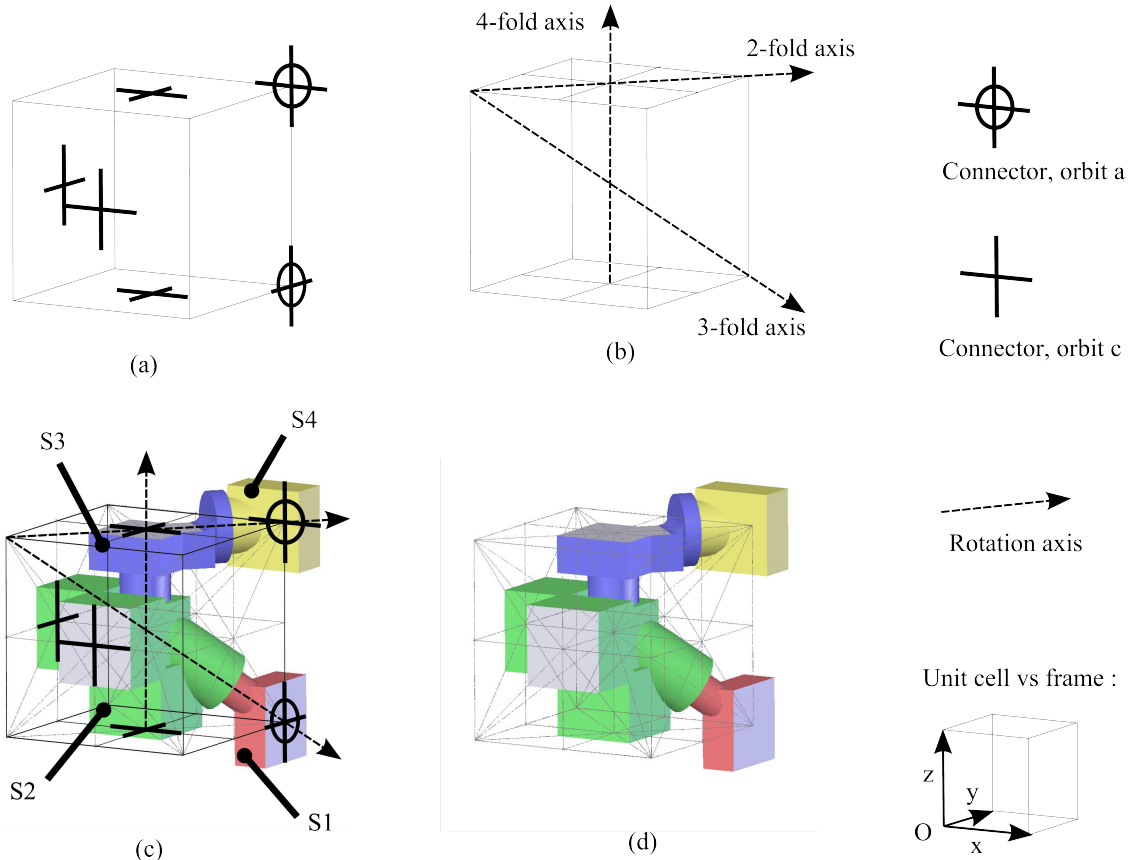 4-fold axis
2-fold axis
3-fold axis
(a)
(b)
Connector, orbit a
Connector, orbit c
S3
S4
S2
S1
(c)
(d)
Rotation axis
Unit cell vs frame :
z
y
O
x